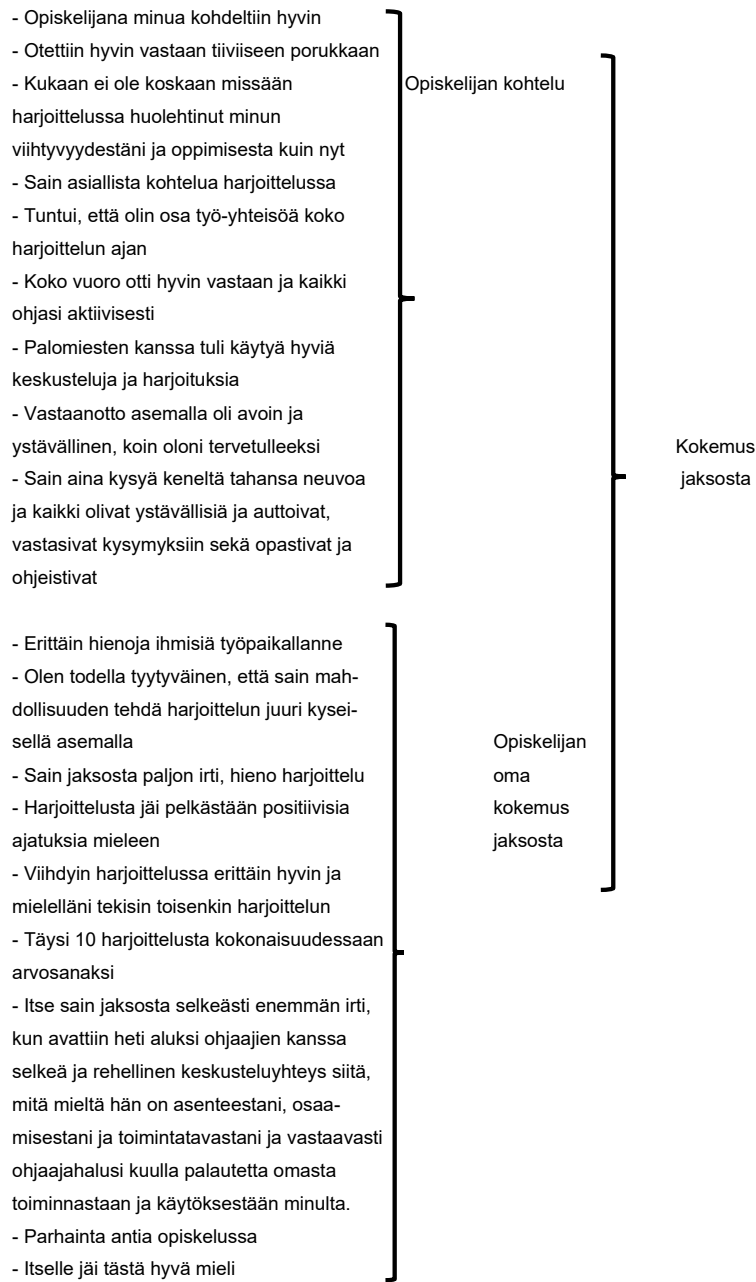 - Opiskelijana minua kohdeltiin hyvin
- Otettiin hyvin vastaan tiiviiseen porukkaan
- Kukaan ei ole koskaan missään
harjoittelussa huolehtinut minun
viihtyvyydestäni ja oppimisesta kuin nyt
- Sain asiallista kohtelua harjoittelussa
- Tuntui, että olin osa työ-yhteisöä koko
harjoittelun ajan
- Koko vuoro otti hyvin vastaan ja kaikki
ohjasi aktiivisesti
- Palomiesten kanssa tuli käytyä hyviä
keskusteluja ja harjoituksia
- Vastaanotto asemalla oli avoin ja
ystävällinen, koin oloni tervetulleeksi
- Sain aina kysyä keneltä tahansa neuvoa
ja kaikki olivat ystävällisiä ja auttoivat,
vastasivat kysymyksiin sekä opastivat ja
ohjeistivat
Opiskelijan kohtelu
- Erittäin hienoja ihmisiä työpaikallanne
- Olen todella tyytyväinen, että sain mah-
dollisuuden tehdä harjoittelun juuri kysei-
sellä asemalla
- Sain jaksosta paljon irti, hieno harjoittelu
- Harjoittelusta jäi pelkästään positiivisia
ajatuksia mieleen
- Viihdyin harjoittelussa erittäin hyvin ja
mielelläni tekisin toisenkin harjoittelun
- Täysi 10 harjoittelusta kokonaisuudessaan
arvosanaksi
- Itse sain jaksosta selkeästi enemmän irti,
kun avattiin heti aluksi ohjaajien kanssa
selkeä ja rehellinen keskusteluyhteys siitä,
mitä mieltä hän on asenteestani, osaa-
misestani ja toimintatavastani ja vastaavasti
ohjaajahalusi kuulla palautetta omasta
toiminnastaan ja käytöksestään minulta.
- Parhainta antia opiskelussa
- Itselle jäi tästä hyvä mieli
Opiskelijan
oma
kokemus
jaksosta
Kokemus
jaksosta